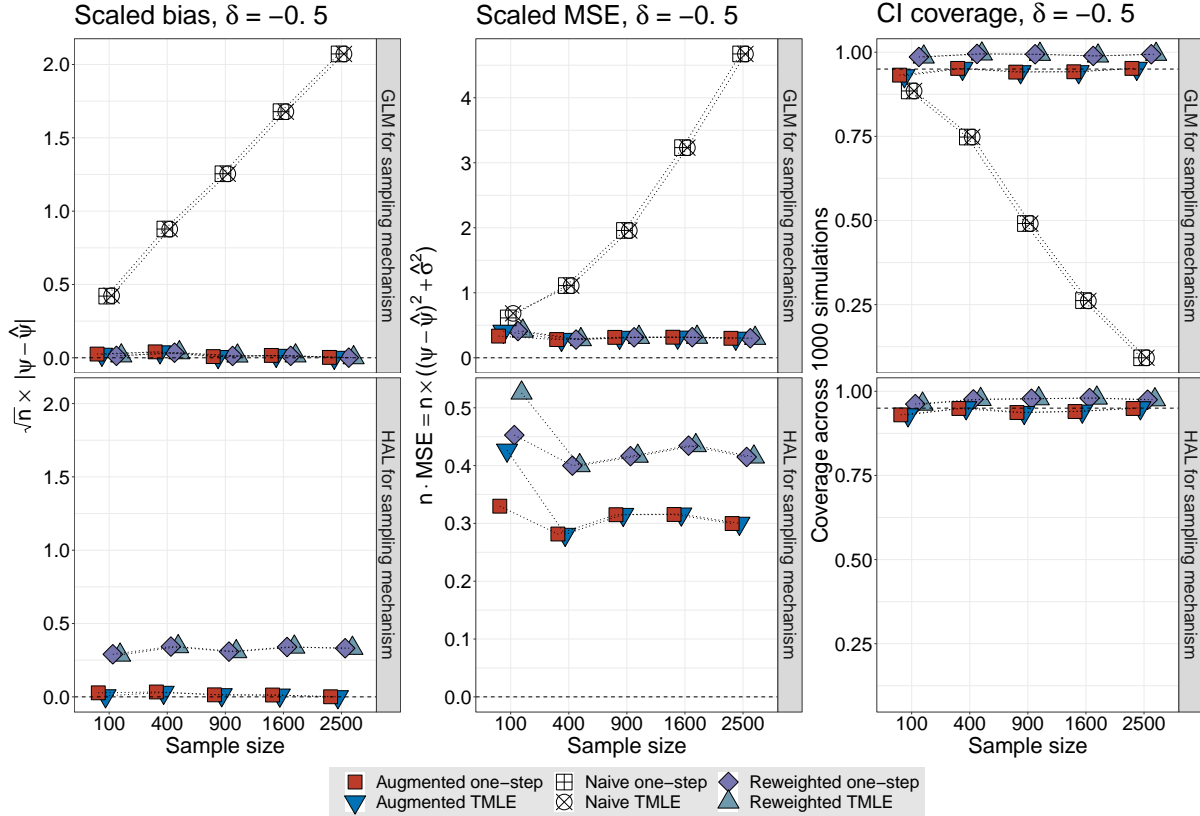 Scaled bias, δ = −0. 5
Scaled MSE, δ = −0. 5
CI coverage, δ = −0. 5
√n × |ψ − ψ̂|
2.0
1.5
1.0
0.5
0.0
GLM for sampling mechanism
2.0
1.5
1.0
0.5
0.0
HAL for sampling mechanism
100
400
900
1600
2500
Sample size
n · MSE = n × ((ψ − ψ̂)² + σ̂²)
4
3
2
1
0
GLM for sampling mechanism
0.5
0.4
0.3
0.2
0.1
0.0
HAL for sampling mechanism
100
400
900
1600
2500
Sample size
Coverage across 1000 simulations
1.00
0.75
0.50
0.25
GLM for sampling mechanism
1.00
0.75
0.50
0.25
HAL for sampling mechanism
100
400
900
1600
2500
Sample size
Augmented one-step
Naive one-step
Reweighted one-step
Augmented TMLE
Naive TMLE
Reweighted TMLE